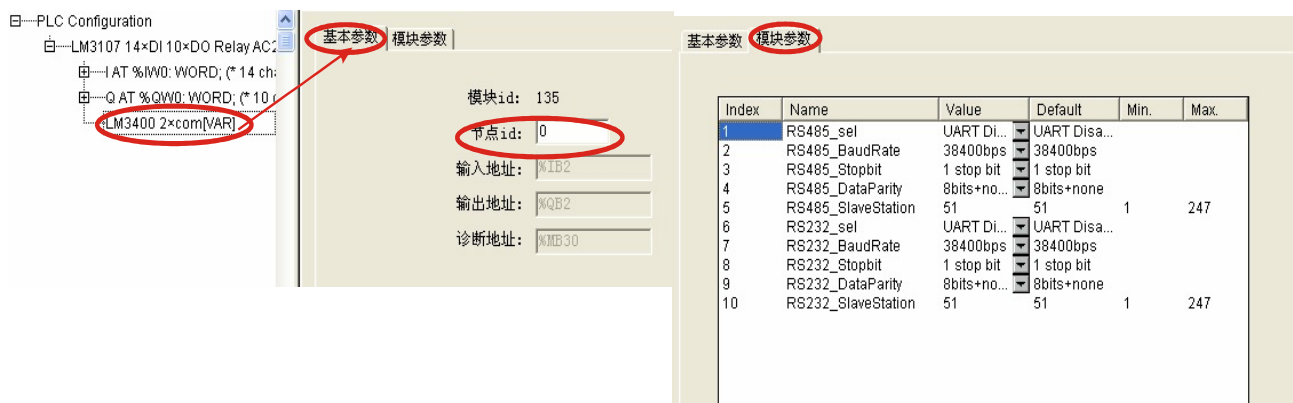 PLC Configuration
LM3107 14×DI 10×DO Relay AC2
I AT %IW0: WORD; (* 14 cha
Q AT %QW0: WORD; (* 10 c
LM3400 2×com[VAR]
基本参数 模块参数
模块id: 135
节点id: 0
输入地址: %IB2
输出地址: %QB2
诊断地址: %MB30
基本参数 模块参数
Index Name Value Default Min. Max.
1 RS485_sel UART Di... UART Disa...
2 RS485_BaudRate 38400bps 38400bps
3 RS485_Stopbit 1 stop bit 1 stop bit
4 RS485_DataParity 8bits+no... 8bits+none
5 RS485_SlaveStation 51 51 1 247
6 RS232_sel UART Di... UART Disa...
7 RS232_BaudRate 38400bps 38400bps
8 RS232_Stopbit 1 stop bit 1 stop bit
9 RS232_DataParity 8bits+no... 8bits+none
10 RS232_SlaveStation 51 51 1 247